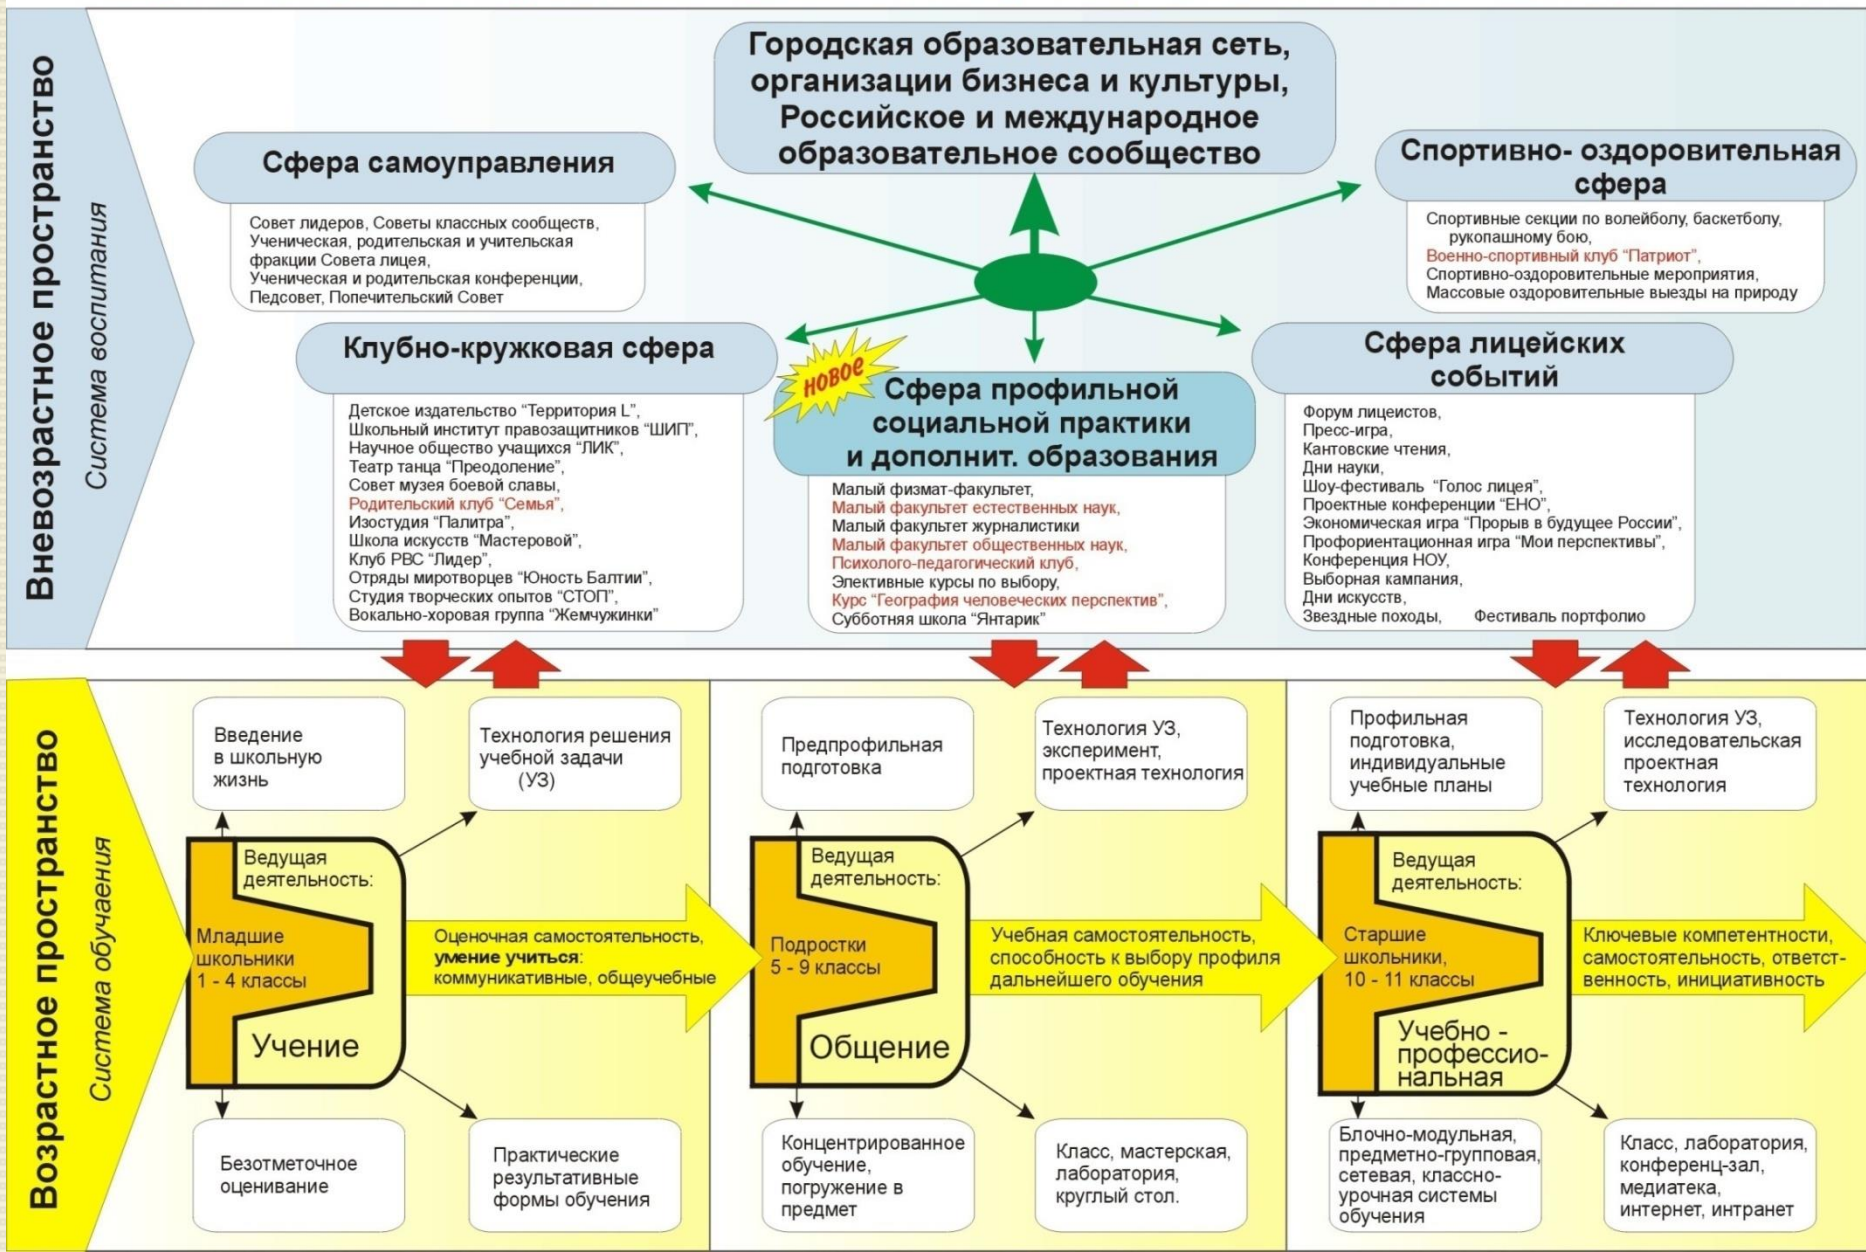 Вневозрастное пространство
Система воспитания
Городская образовательная сеть,
организации бизнеса и культуры,
Российское и международное
образовательное сообщество
Сфера самоуправления
Совет лидеров, Советы классных сообществ,
Ученическая, родительская и учительская
фракции Совета лицея,
Ученическая и родительская конференции,
Педсовет, Попечительский Совет
Спортивно- оздоровительная
сфера
Спортивные секции по волейболу, баскетболу,
рукопашному бою,
Военно-спортивный клуб “Патриот”,
Спортивно-оздоровительные мероприятия,
Массовые оздоровительные выезды на природу
Клубно-кружковая сфера
Детское издательство “Территория L”,
Школьный институт правозащитников “ШИП”,
Научное общество учащихся “ЛИК”,
Театр танца “Преодоление”,
Совет музея боевой славы,
Родительский клуб “Семья”,
Изостудия “Палитра”,
Школа искусств “Мастеровой”,
Клуб РВС “Лидер”,
Отряды миротворцев “Юность Балтии”,
Студия творческих опытов “СТОП”,
Вокально-хоровая группа “Жемчужинки”
НОВОЕ
Сфера профильной
социальной практики
и дополнит. образования
Малый физмат-факультет,
Малый факультет естественных наук,
Малый факультет журналистики
Малый факультет общественных наук,
Психолого-педагогический клуб,
Элективные курсы по выбору,
Курс “География человеческих перспектив”,
Субботняя школа “Янтарик”
Сфера лицейских
событий
Форум лицеистов,
Пресс-игра,
Кантовские чтения,
Дни науки,
Шоу-фестиваль “Голос лицея”,
Проектные конференции “ЕНО”,
Экономическая игра “Прорыв в будущее России”,
Профориентационная игра “Мои перспективы”,
Конференция НОУ,
Выборная кампания,
Дни искусств,
Звездные походы, Фестиваль портфолио
Возрастное пространство
Система обучаения
Введение
в школьную
жизнь
Технология решения
учебной задачи
(УЗ)
Ведущая
деятельность:
Младшие
школьники
1 - 4 классы
Учение
Оценочная самостоятельность,
умение учиться:
коммуникативные, общеучебные
Безотметочное
оценивание
Практические
результативные
формы обучения
Предпрофильная
подготовка
Технология УЗ,
эксперимент,
проектная технология
Ведущая
деятельность:
Подростки
5 - 9 классы
Общение
Учебная самостоятельность,
способность к выбору профиля
дальнейшего обучения
Концентрированное
обучение,
погружение в
предмет
Класс, мастерская,
лаборатория,
круглый стол.
Профильная
подготовка,
индивидуальные
учебные планы
Технология УЗ,
исследовательская
проектная
технология
Ведущая
деятельность:
Старшие
школьники,
10 - 11 классы
Учебно -
профессио-
нальная
Ключевые компетентности,
самостоятельность, ответст-
венность, инициативность
Блочно-модульная,
предметно-групповая,
сетевая, классно-
урочная системы
обучения
Класс, лаборатория,
конференц-зал,
медиатека,
интернет, интранет